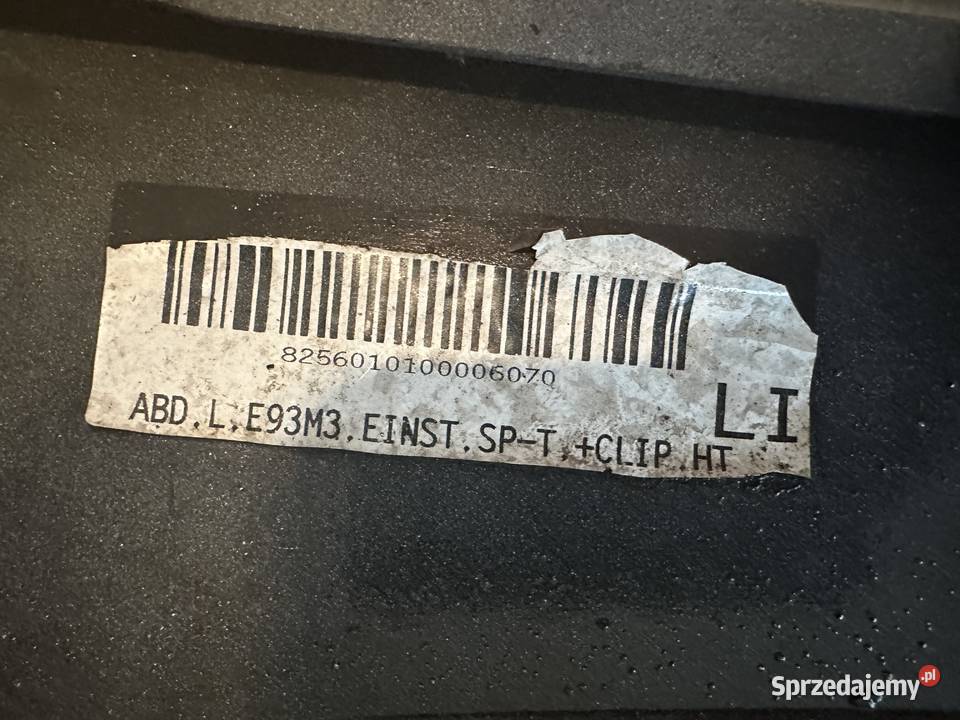 8256010100006070
LI
ABD.L.E93M3.EINST.SP-T.+CLIP.HT
Sprzedajemy.pl